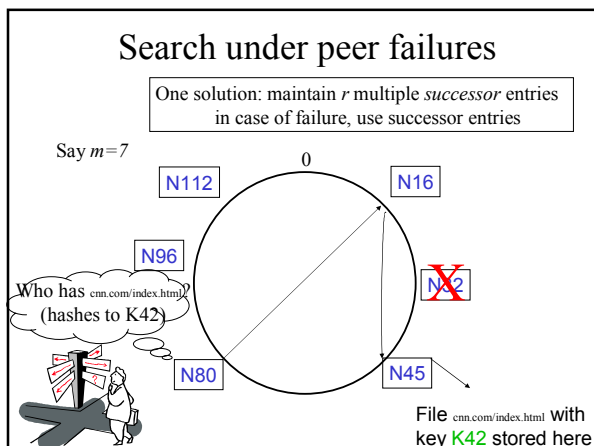 Search under peer failures
One solution: maintain r multiple successor entries
in case of failure, use successor entries
Say m=7
0
N112
N16
N96
N32
Who has cnn.com/index.html?
(hashes to K42)
N80
N45
File cnn.com/index.html with
key K42 stored here